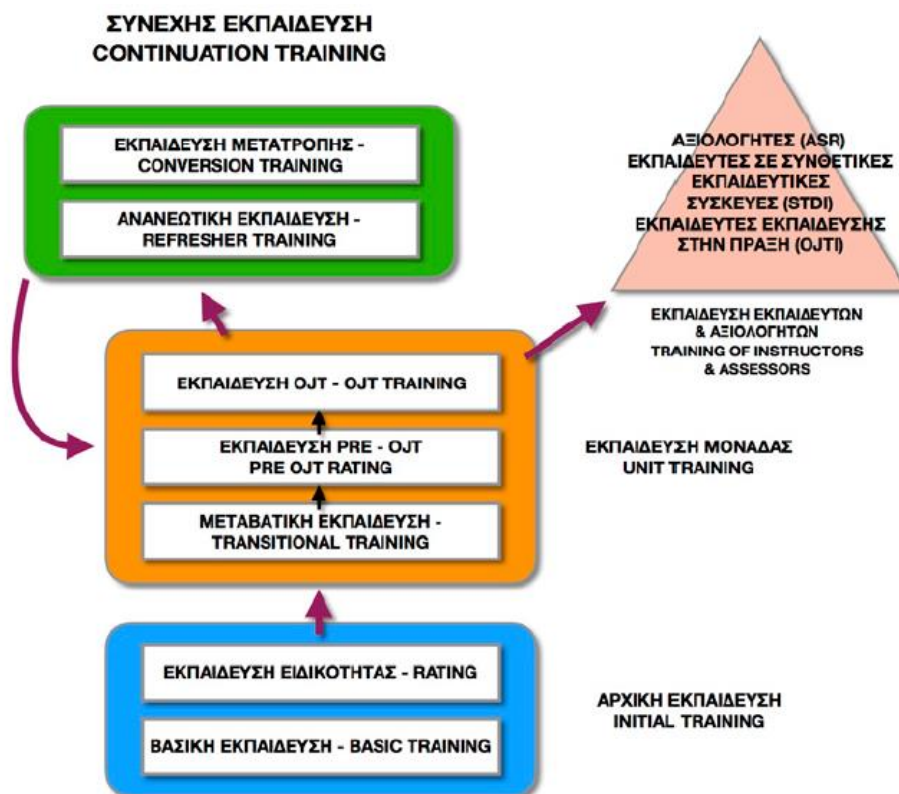 ΣΥΝΕΧΗΣ ΕΚΠΑΙΔΕΥΣΗ
CONTINUATION TRAINING
ΕΚΠΑΙΔΕΥΣΗ ΜΕΤΑΤΡΟΠΗΣ -
CONVERSION TRAINING
ΑΝΑΝΕΩΤΙΚΗ ΕΚΠΑΙΔΕΥΣΗ -
REFRESHER TRAINING
ΑΞΙΟΛΟΓΗΤΕΣ (ASR)
ΕΚΠΑΙΔΕΥΤΕΣ ΣΕ ΣΥΝΘΕΤΙΚΕΣ
ΕΚΠΑΙΔΕΥΤΙΚΕΣ
ΣΥΣΚΕΥΕΣ (STDI)
ΕΚΠΑΙΔΕΥΤΕΣ ΕΚΠΑΙΔΕΥΣΗΣ
ΣΤΗΝ ΠΡΑΞΗ (OJTI)
ΕΚΠΑΙΔΕΥΣΗ ΕΚΠΑΙΔΕΥΤΩΝ
& ΑΞΙΟΛΟΓΗΤΩΝ
TRAINING OF INSTRUCTORS
& ASSESSORS
ΕΚΠΑΙΔΕΥΣΗ OJT - OJT TRAINING
ΕΚΠΑΙΔΕΥΣΗ PRE - OJT
PRE OJT RATING
ΜΕΤΑΒΑΤΙΚΗ ΕΚΠΑΙΔΕΥΣΗ -
TRANSITIONAL TRAINING
ΕΚΠΑΙΔΕΥΣΗ ΜΟΝΑΔΑΣ
UNIT TRAINING
ΕΚΠΑΙΔΕΥΣΗ ΕΙΔΙΚΟΤΗΤΑΣ - RATING
ΒΑΣΙΚΗ ΕΚΠΑΙΔΕΥΣΗ - BASIC TRAINING
ΑΡΧΙΚΗ ΕΚΠΑΙΔΕΥΣΗ
INITIAL TRAINING